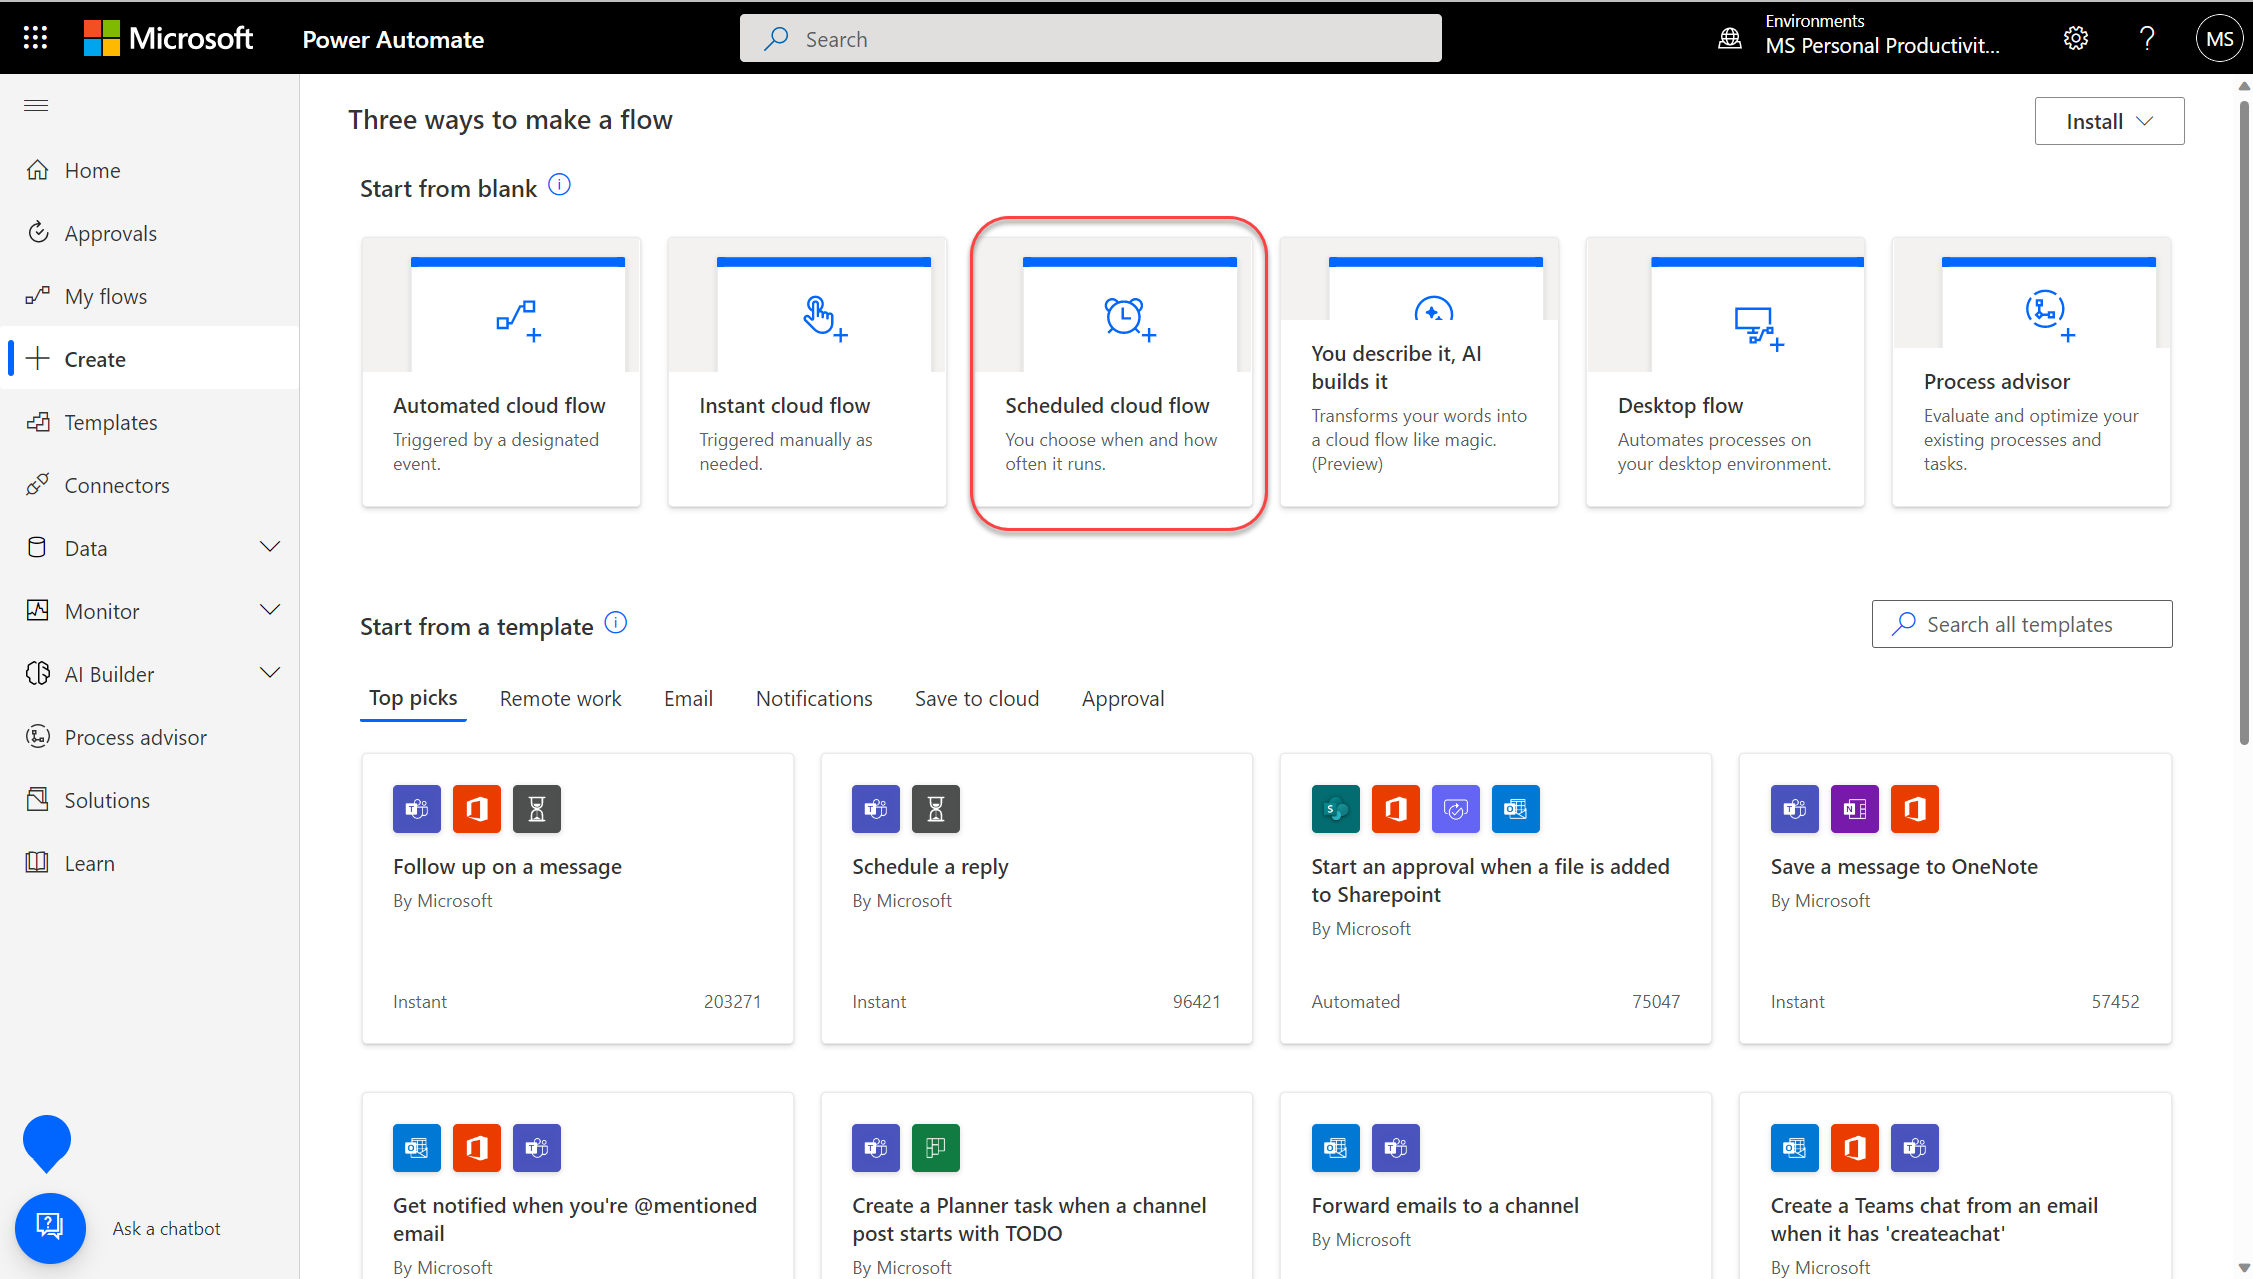 Microsoft
Power Automate
Search
Environments
MS Personal Productivit...
?
MS
Home
Approvals
My flows
Create
Templates
Connectors
Data
Monitor
AI Builder
Process advisor
Solutions
Learn
Ask a chatbot
Three ways to make a flow
Install
Start from blank
Automated cloud flow
Triggered by a designated
event.
Instant cloud flow
Triggered manually as
needed.
Scheduled cloud flow
You choose when and how
often it runs.
You describe it, AI
builds it
Transforms your words into
a cloud flow like magic.
(Preview)
Desktop flow
Automates processes on
your desktop environment.
Process advisor
Evaluate and optimize your
existing processes and
tasks.
Start from a template
Search all templates
Top picks
Remote work
Email
Notifications
Save to cloud
Approval
Follow up on a message
By Microsoft
Instant
203271
Schedule a reply
By Microsoft
Instant
96421
Start an approval when a file is added
to Sharepoint
By Microsoft
Automated
75047
Save a message to OneNote
By Microsoft
Instant
57452
Get notified when you're @mentioned
email
By Microsoft
Create a Planner task when a channel
post starts with TODO
By Microsoft
Forward emails to a channel
By Microsoft
Create a Teams chat from an email
when it has 'createachat'
By Microsoft